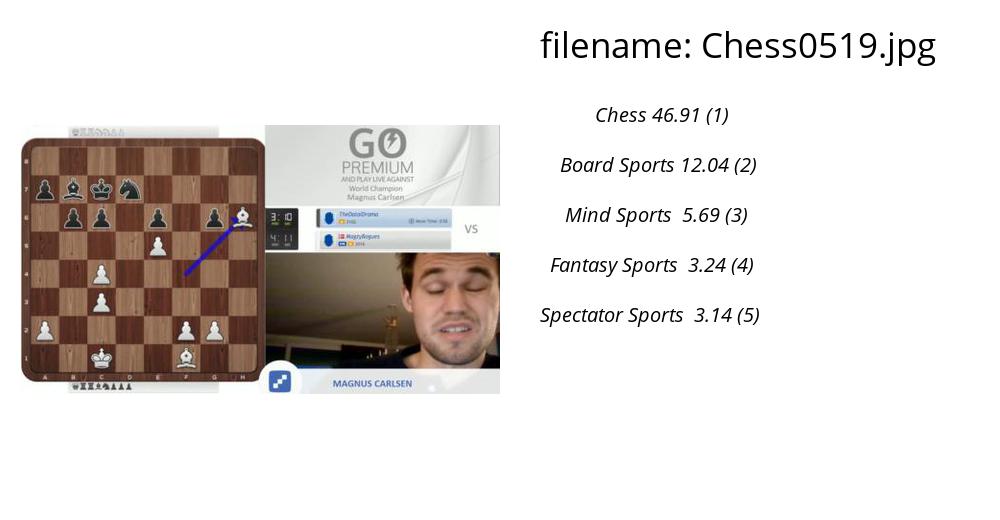 filename: Chess0519.jpg
Chess 46.91 (1)
Board Sports 12.04 (2)
Mind Sports 5.69 (3)
Fantasy Sports 3.24 (4)
Spectator Sports 3.14 (5)
GO
PREMIUM
AND PLAY LIVE AGAINST
World Champion
Magnus Carlsen
3:10
TheDataDrama
4:11
MagzyBogues
VS
8
7
6
5
4
3
2
1
A B C D E F G H
MAGNUS CARLSEN